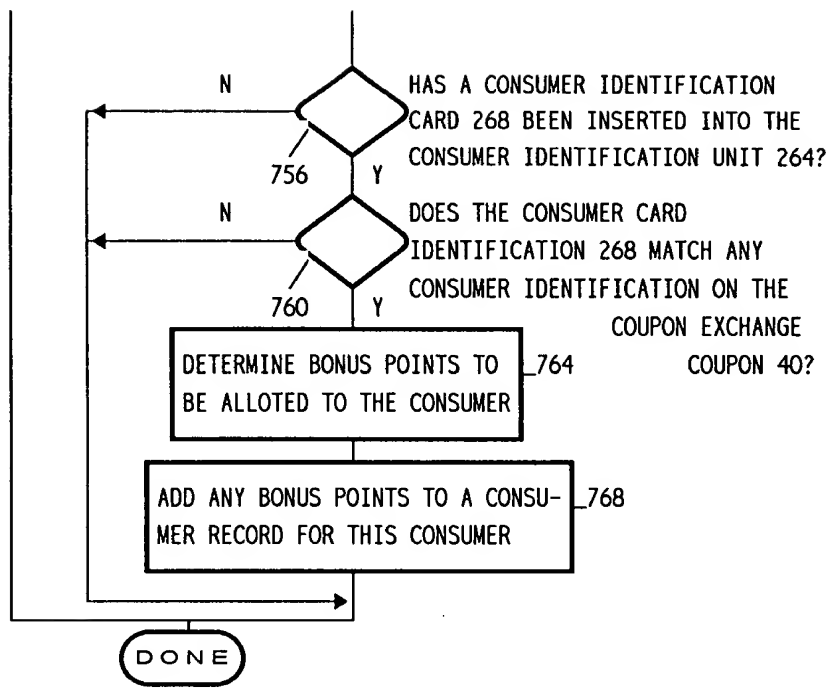 N
HAS A CONSUMER IDENTIFICATION
CARD 268 BEEN INSERTED INTO THE
CONSUMER IDENTIFICATION UNIT 264?
756
Y
N
DOES THE CONSUMER CARD
IDENTIFICATION 268 MATCH ANY
CONSUMER IDENTIFICATION ON THE
COUPON EXCHANGE
COUPON 40?
760
Y
DETERMINE BONUS POINTS TO
BE ALLOTED TO THE CONSUMER
764
ADD ANY BONUS POINTS TO A CONSU-
MER RECORD FOR THIS CONSUMER
768
DONE